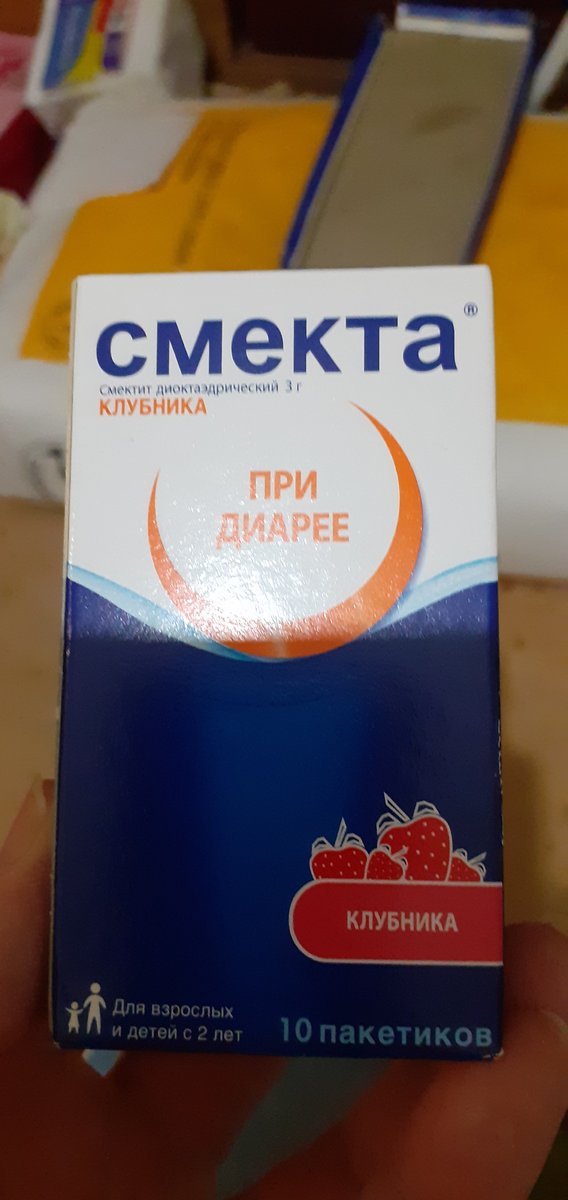 смекта®
Смектит диоктаэдрический 3 г
КЛУБНИКА
ПРИ
ДИАРЕЕ
КЛУБНИКА
Для взрослых
и детей с 2 лет
10 пакетиков